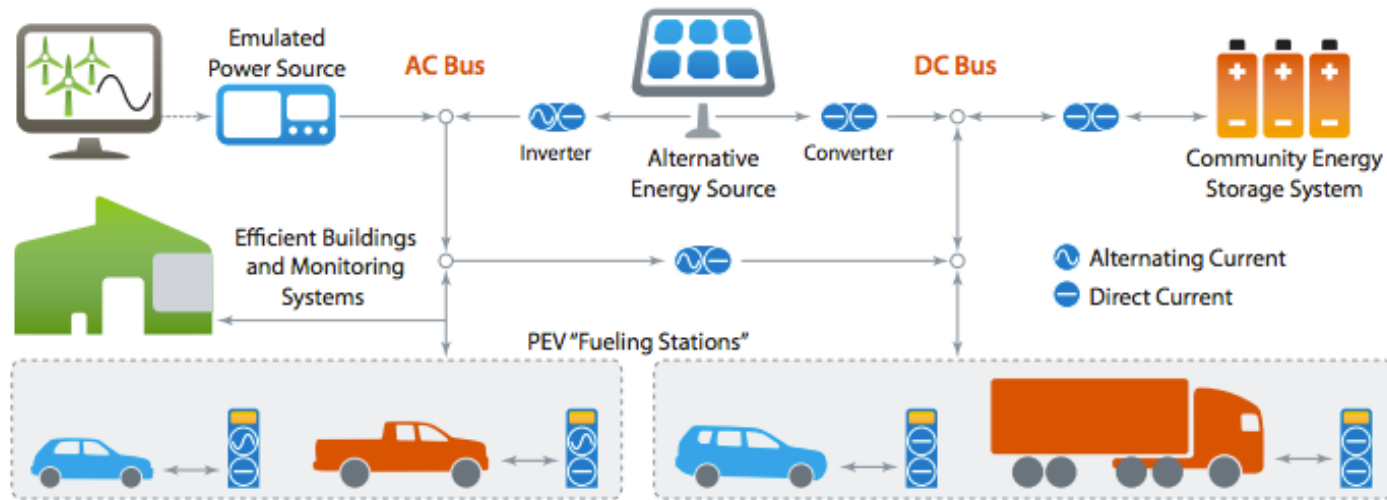 Emulated
Power Source
AC Bus
DC Bus
Inverter
Alternative
Energy Source
Converter
Community Energy
Storage System
Efficient Buildings
and Monitoring
Systems
Alternating Current
Direct Current
PEV “Fueling Stations”